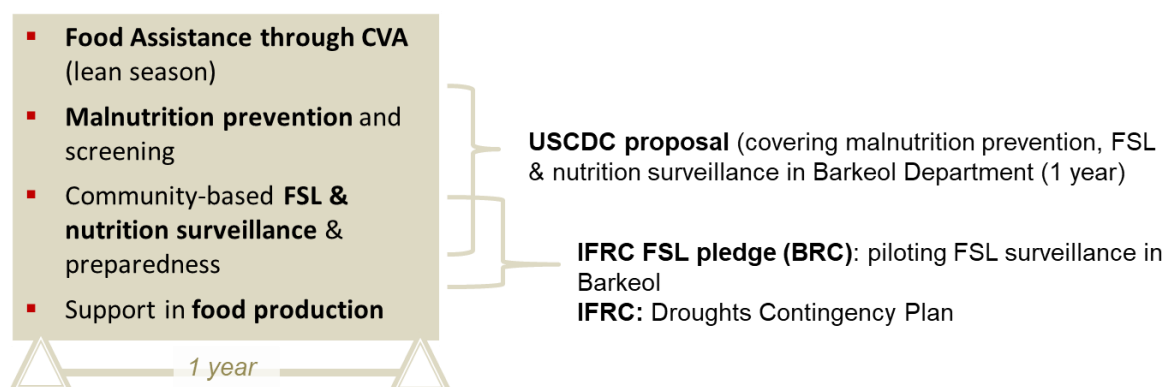 ▪ Food Assistance through CVA
(lean season)
▪ Malnutrition prevention and
screening
▪ Community-based FSL &
nutrition surveillance &
preparedness
▪ Support in food production
1 year
USCDC proposal (covering malnutrition prevention, FSL
& nutrition surveillance in Barkeol Department (1 year)
IFRC FSL pledge (BRC): piloting FSL surveillance in
Barkeol
IFRC: Droughts Contingency Plan